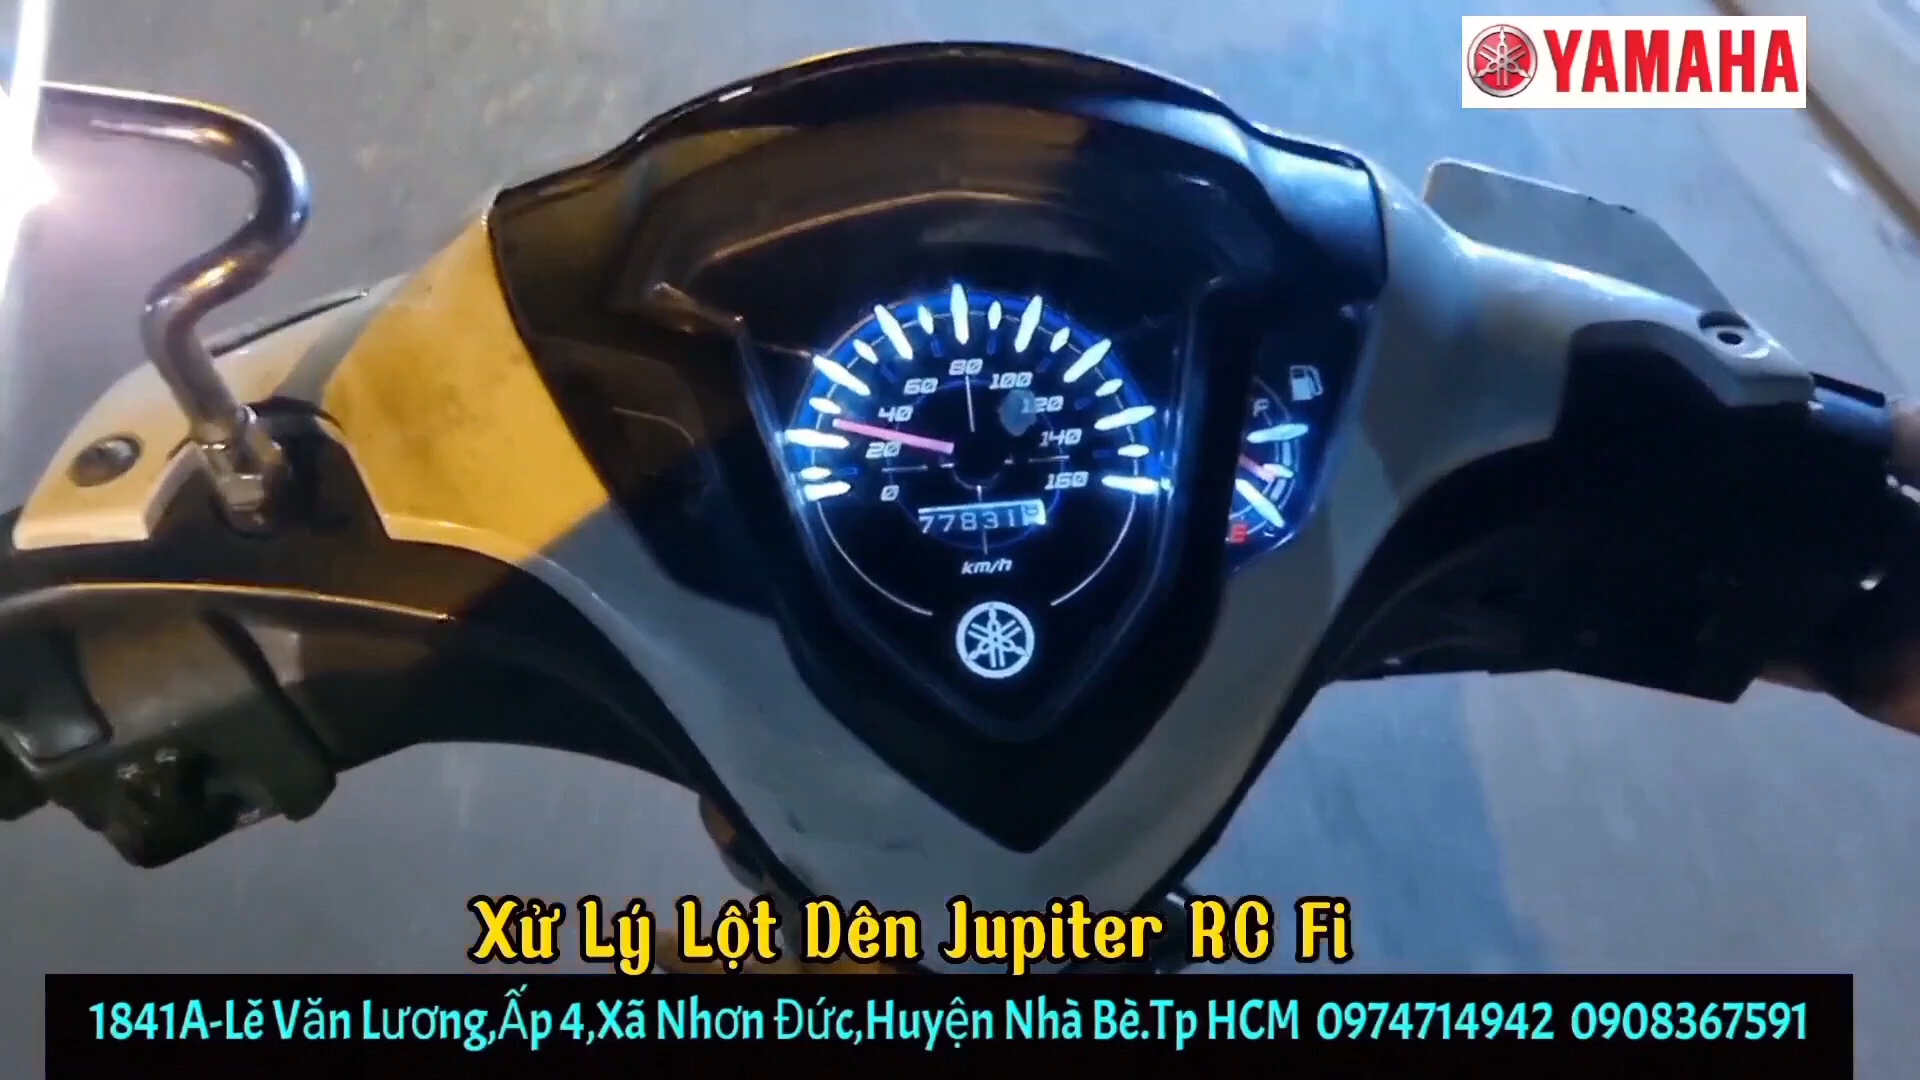 YAMAHA
80
60
100
40
120
20
140
0
160
77831
km/h
F
E
Xử Lý Lột Dên Jupiter RC Fi
1841A-Lê Văn Lương,Ấp 4,Xã Nhơn Đức,Huyện Nhà Bè.Tp HCM 0974714942 0908367591